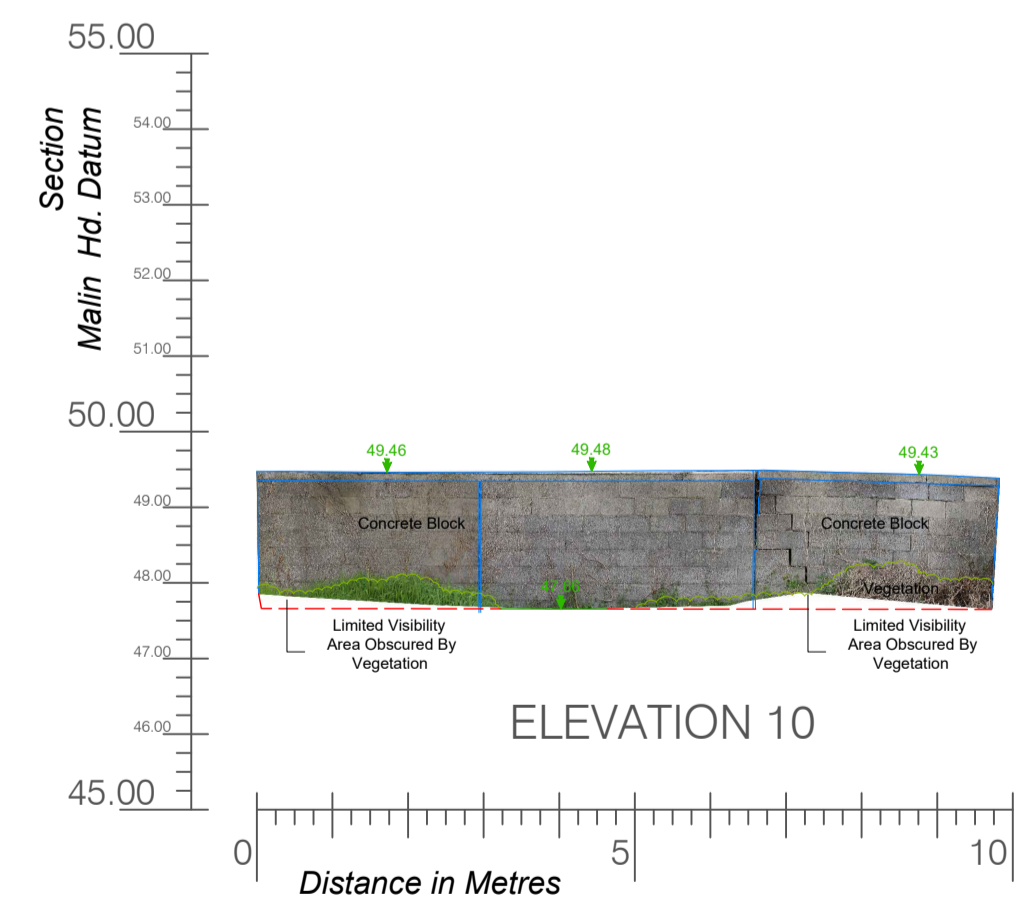 55.00
54.00
53.00
52.00
51.00
50.00
49.00
48.00
47.00
46.00
45.00
Section
Malin Hd. Datum
49.46
49.48
49.43
Concrete Block
Concrete Block
47.66
Vegetation
Limited Visibility
Area Obscured By
Vegetation
Limited Visibility
Area Obscured By
Vegetation
ELEVATION 10
0
5
10
Distance in Metres